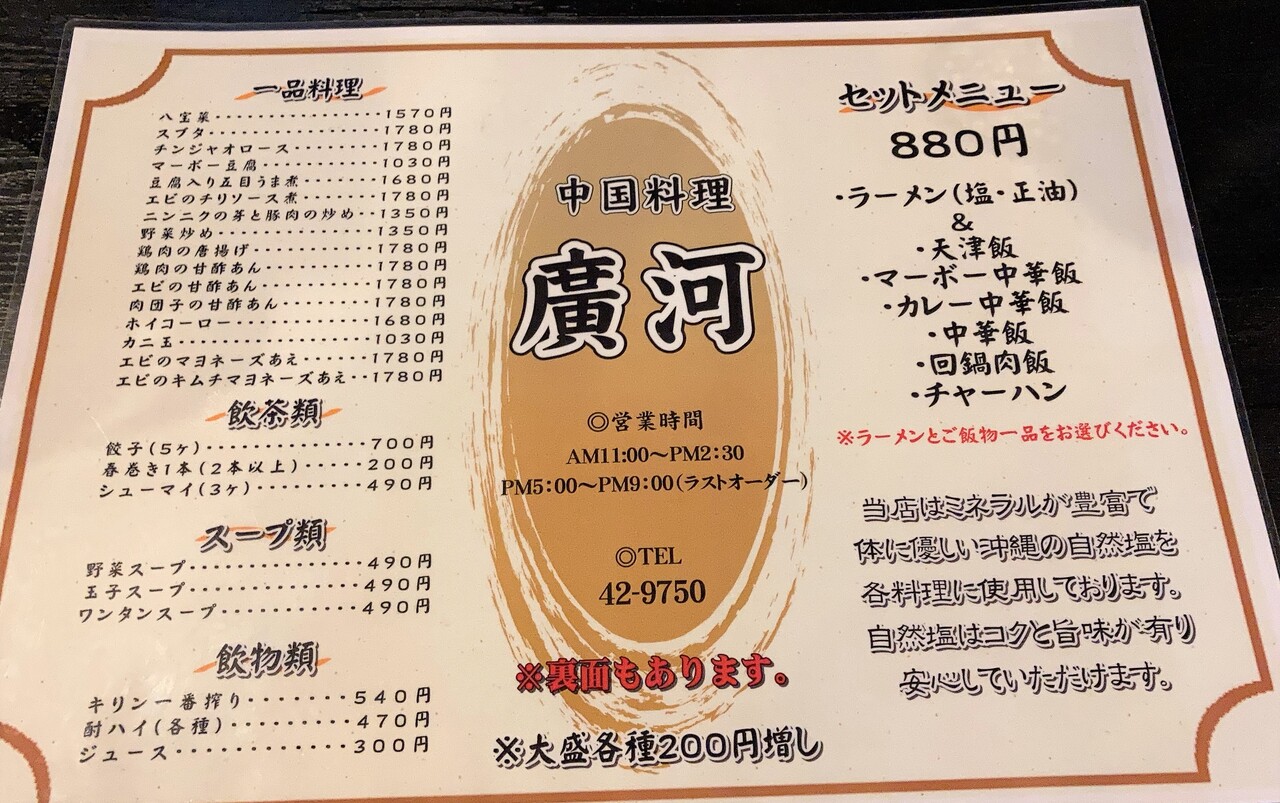 一品料理
八宝菜・・・・・・・・・・・・・・・・1570円
スブタ・・・・・・・・・・・・・・・・1780円
チンジャオロース・・・・・・・・・1780円
マーボー豆腐・・・・・・・・・・・・1030円
豆腐入り五目うま煮・・・・・・・1680円
エビのチリソース煮・・・・・・・1780円
ニンニクの芽と豚肉の炒め・・1350円
野菜炒め・・・・・・・・・・・・・・・1350円
鶏肉の唐揚げ・・・・・・・・・・・・1780円
鶏肉の甘酢あん・・・・・・・・・・1780円
エビの甘酢あん・・・・・・・・・・1780円
肉団子の甘酢あん・・・・・・・・1780円
ホイコーロー・・・・・・・・・・・・1680円
カニ玉・・・・・・・・・・・・・・・・1030円
エビのマヨネーズあえ・・・・・1780円
エビのキムチマヨネーズあえ・・1780円
飲茶類
餃子(5ヶ)・・・・・・・・・・・・・・700円
春巻き1本(2本以上)・・・・・200円
シューマイ(3ヶ)・・・・・・・・・490円
スープ類
野菜スープ・・・・・・・・・・・・・490円
玉子スープ・・・・・・・・・・・・・490円
ワンタンスープ・・・・・・・・・・490円
飲物類
キリン一番搾り・・・・・・・540円
酎ハイ(各種)・・・・・・・・・470円
ジュース・・・・・・・・・・・・・300円
中国料理
廣河
◎営業時間
AM11:00〜PM2:30
PM5:00〜PM9:00(ラストオーダー)
◎TEL
42-9750
※裏面もあります。
※大盛各種200円増し
セットメニュー
880円
・ラーメン(塩・正油)
&
・天津飯
・マーボー中華飯
・カレー中華飯
・中華飯
・回鍋肉飯
・チャーハン
※ラーメンとご飯物一品をお選びください。
当店はミネラルが豊富で
体に優しい沖縄の自然塩を
各料理に使用しております。
自然塩はコクと旨味が有り
安心していただけます。